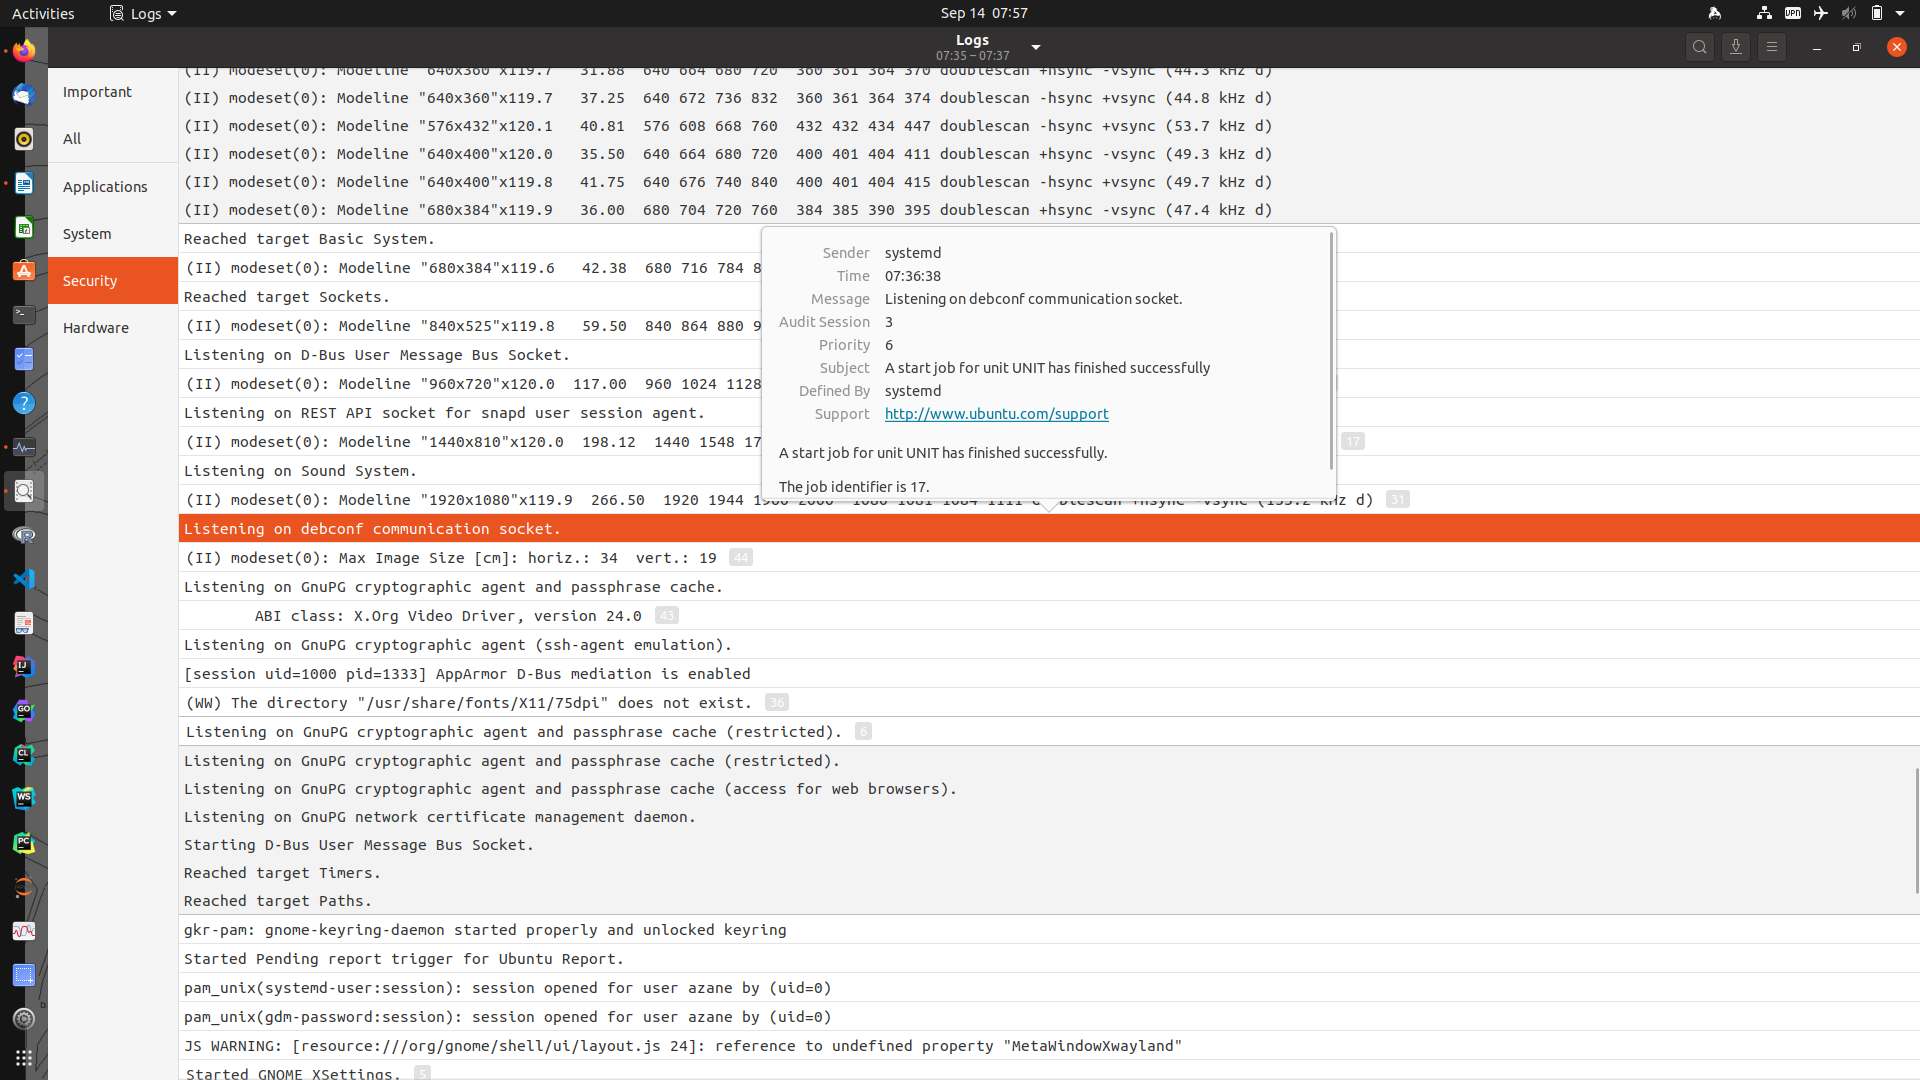 Activities
Logs
Sep 14 07:57
VPN
Logs
07:35 – 07:37
Important
All
Applications
System
Security
Hardware
(II) modeset(0): Modeline "640x360"x119.7 31.88 640 664 680 720 360 361 364 370 doublescan +hsync -vsync (44.3 kHz d)
(II) modeset(0): Modeline "640x360"x119.7 37.25 640 672 736 832 360 361 364 374 doublescan -hsync +vsync (44.8 kHz d)
(II) modeset(0): Modeline "576x432"x120.1 40.81 576 608 668 760 432 432 434 447 doublescan -hsync +vsync (53.7 kHz d)
(II) modeset(0): Modeline "640x400"x120.0 35.50 640 664 680 720 400 401 404 411 doublescan +hsync -vsync (49.3 kHz d)
(II) modeset(0): Modeline "640x400"x119.8 41.75 640 676 740 840 400 401 404 415 doublescan -hsync +vsync (49.7 kHz d)
(II) modeset(0): Modeline "680x384"x119.9 36.00 680 704 720 760 384 385 390 395 doublescan +hsync -vsync (47.4 kHz d)
Reached target Basic System.
(II) modeset(0): Modeline "680x384"x119.6 42.38 680 716 784 8
Reached target Sockets.
(II) modeset(0): Modeline "840x525"x119.8 59.50 840 864 880 9
Listening on D-Bus User Message Bus Socket.
(II) modeset(0): Modeline "960x720"x120.0 117.00 960 1024 1128
Listening on REST API socket for snapd user session agent.
(II) modeset(0): Modeline "1440x810"x120.0 198.12 1440 1548 17
17
Listening on Sound System.
(II) modeset(0): Modeline "1920x1080"x119.9 266.50 1920 1944
kHz d) 31
Sender systemd
Time 07:36:38
Message Listening on debconf communication socket.
Audit Session 3
Priority 6
Subject A start job for unit UNIT has finished successfully
Defined By systemd
Support http://www.ubuntu.com/support
A start job for unit UNIT has finished successfully.
The job identifier is 17.
Listening on debconf communication socket.
(II) modeset(0): Max Image Size [cm]: horiz.: 34 vert.: 19 44
Listening on GnuPG cryptographic agent and passphrase cache.
ABI class: X.Org Video Driver, version 24.0 43
Listening on GnuPG cryptographic agent (ssh-agent emulation).
[session uid=1000 pid=1333] AppArmor D-Bus mediation is enabled
(WW) The directory "/usr/share/fonts/X11/75dpi" does not exist. 36
Listening on GnuPG cryptographic agent and passphrase cache (restricted). 6
Listening on GnuPG cryptographic agent and passphrase cache (restricted).
Listening on GnuPG cryptographic agent and passphrase cache (access for web browsers).
Listening on GnuPG network certificate management daemon.
Starting D-Bus User Message Bus Socket.
Reached target Timers.
Reached target Paths.
gkr-pam: gnome-keyring-daemon started properly and unlocked keyring
Started Pending report trigger for Ubuntu Report.
pam_unix(systemd-user:session): session opened for user azane by (uid=0)
pam_unix(gdm-password:session): session opened for user azane by (uid=0)
JS WARNING: [resource:///org/gnome/shell/ui/layout.js 24]: reference to undefined property "MetaWindowXwayland"
Started GNOME XSettings. 5